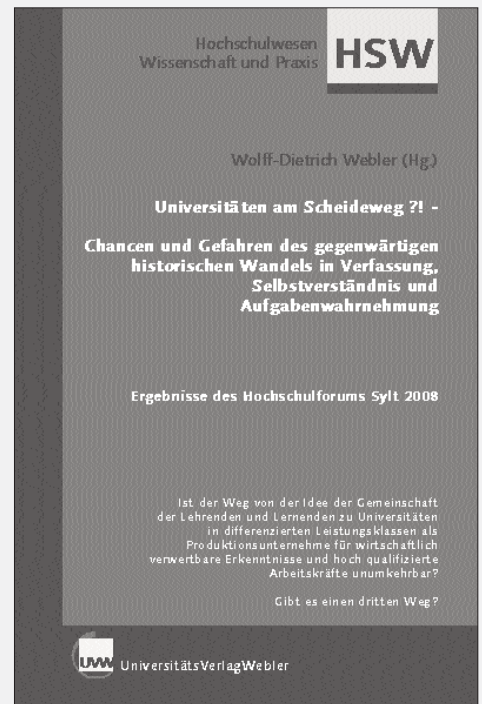 Hochschulwesen
Wissenschaft und Praxis
HSW
Wolff-Dietrich Webler (Hg.)
Universitäten am Scheideweg ?! -
Chancen und Gefahren des gegenwärtigen
historischen Wandels in Verfassung,
Selbstverständnis und
Aufgabenwahrnehmung
Ergebnisse des Hochschulforums Sylt 2008
Ist der Weg von der Idee der Gemeinschaft
der Lehrenden und Lernenden zu Universitäten
in differenzierten Leistungsklassen als
Produktionsunternehme für wirtschaftlich
verwertbare Erkenntnisse und hoch qualifizierte
Arbeitskräfte unumkehrbar?
Gibt es einen dritten Weg?
UVW UniversitätsVerlagWebler